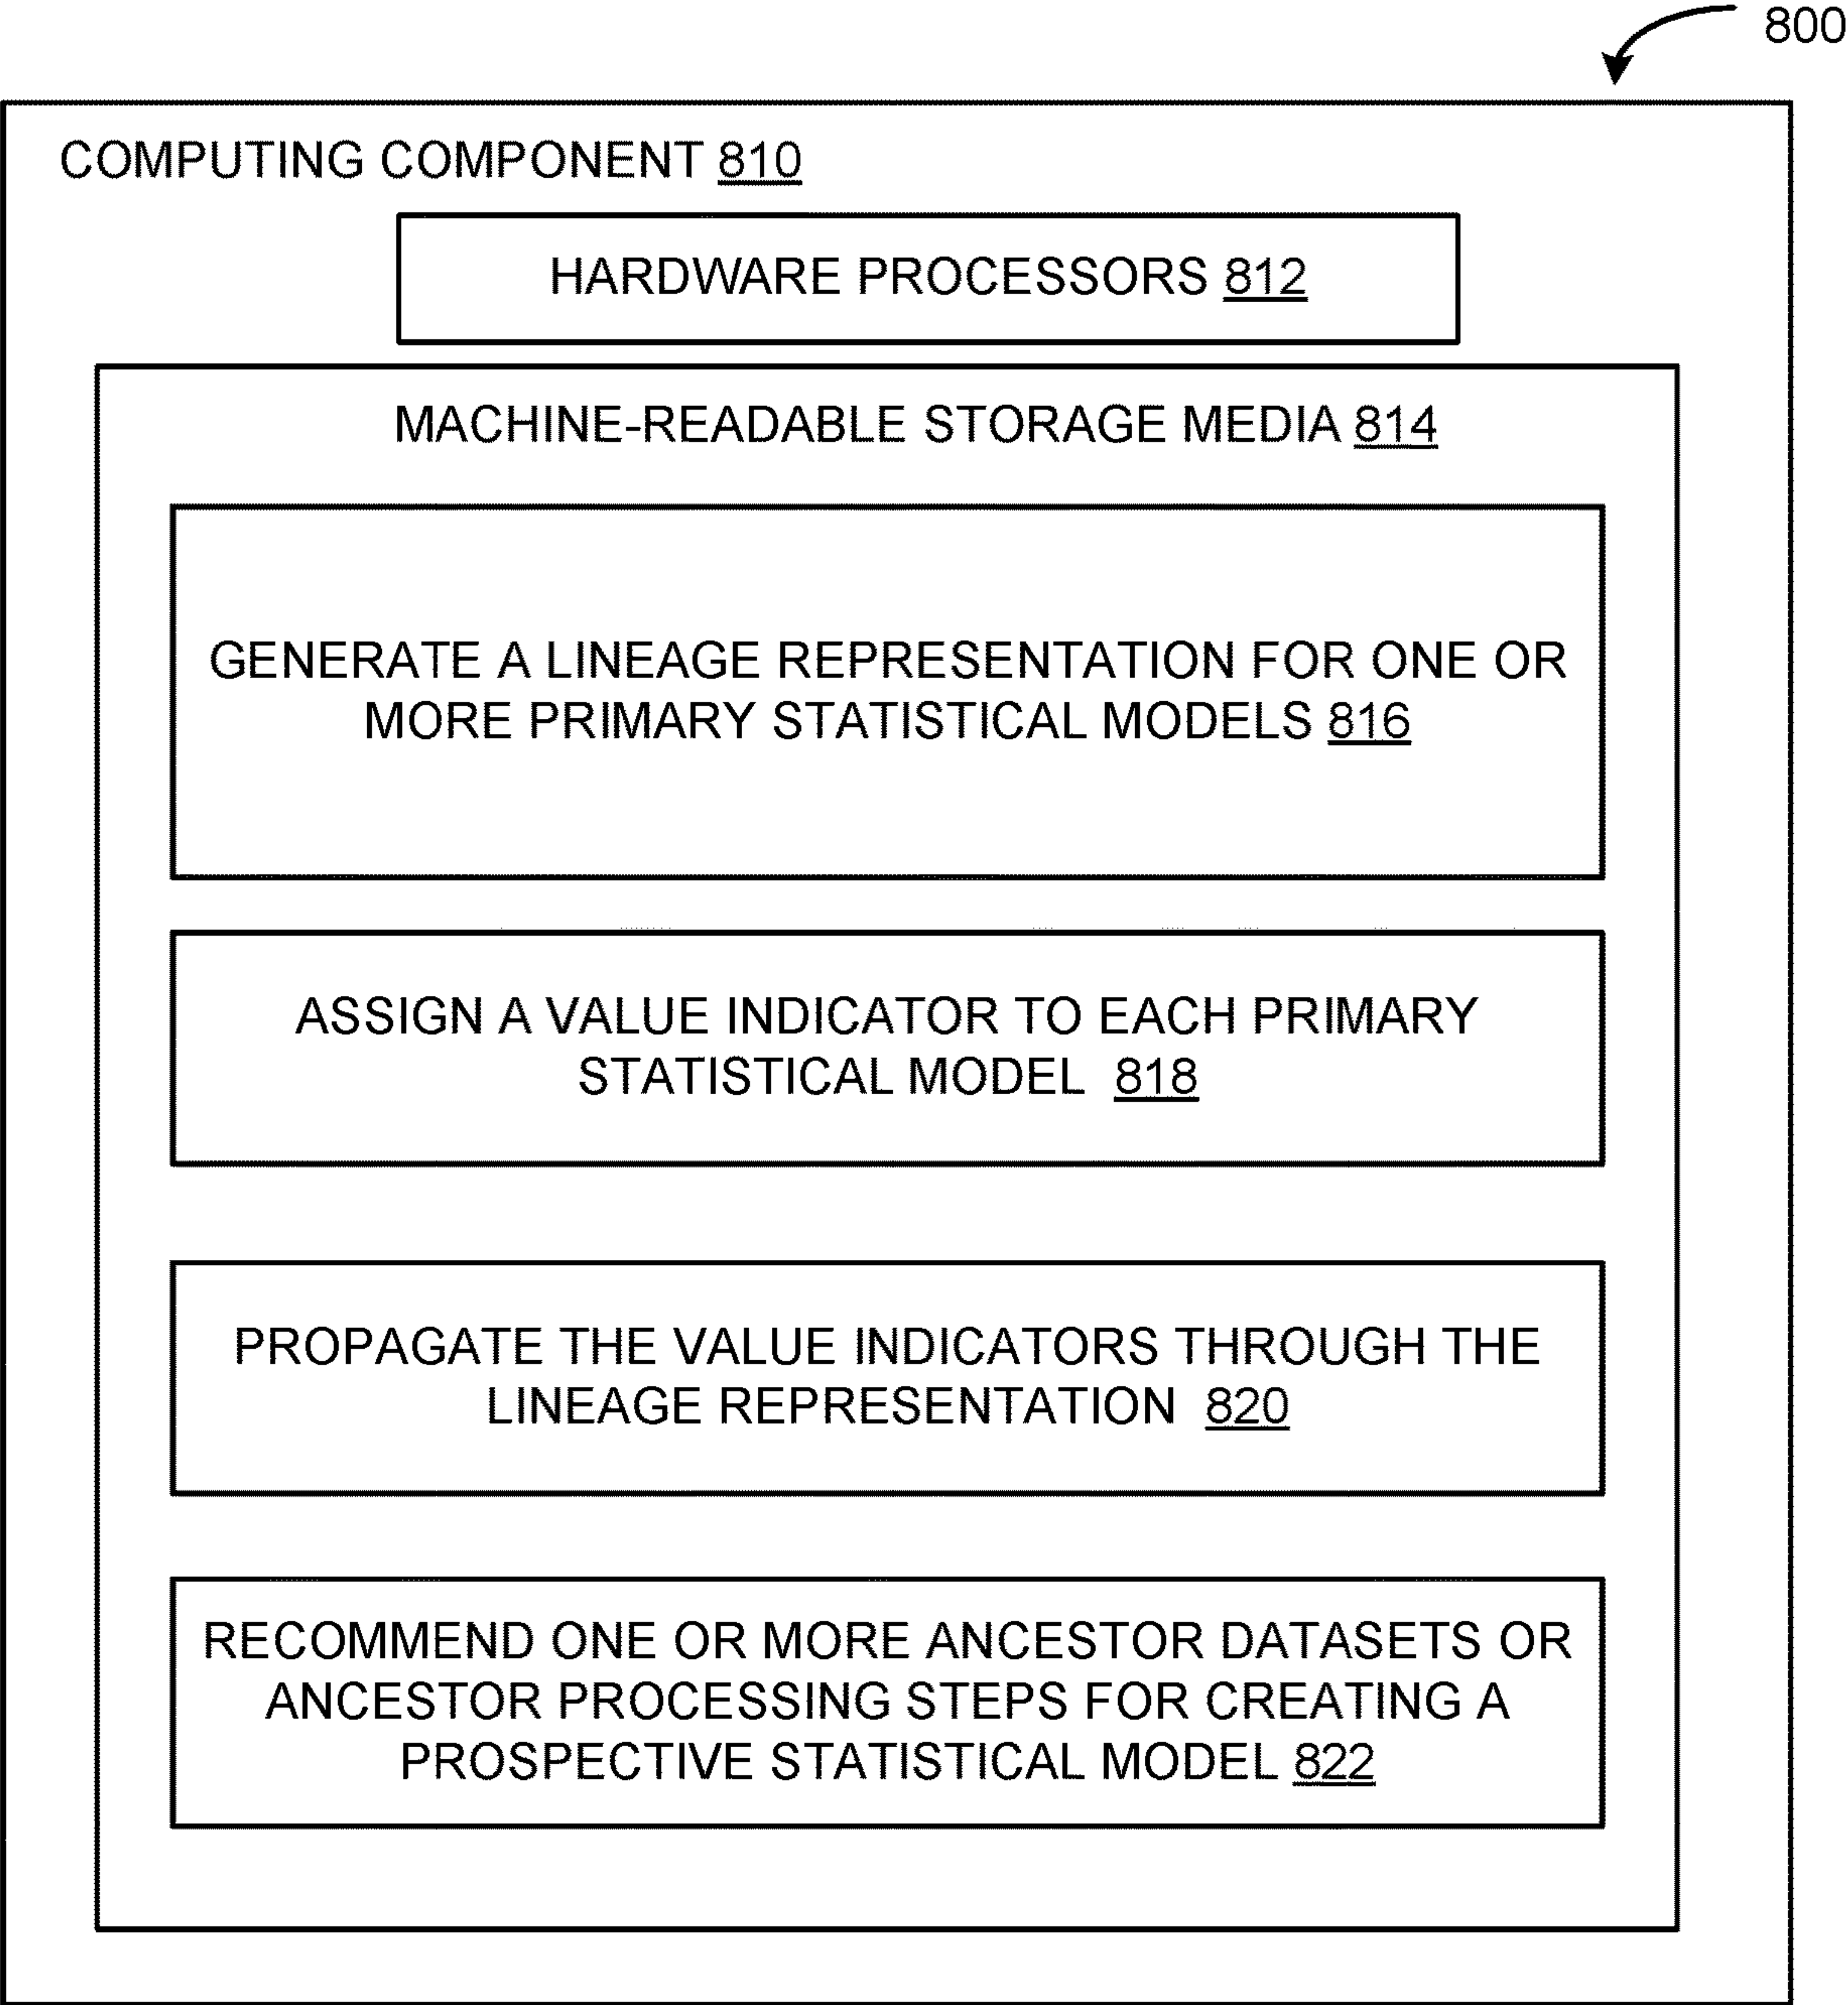 800
COMPUTING COMPONENT 810
HARDWARE PROCESSORS 812
MACHINE-READABLE STORAGE MEDIA 814
GENERATE A LINEAGE REPRESENTATION FOR ONE OR
MORE PRIMARY STATISTICAL MODELS 816
ASSIGN A VALUE INDICATOR TO EACH PRIMARY
STATISTICAL MODEL 818
PROPAGATE THE VALUE INDICATORS THROUGH THE
LINEAGE REPRESENTATION 820
RECOMMEND ONE OR MORE ANCESTOR DATASETS OR
ANCESTOR PROCESSING STEPS FOR CREATING A
PROSPECTIVE STATISTICAL MODEL 822